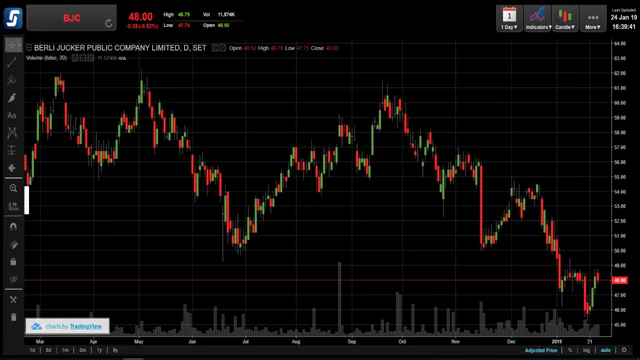 BJC
48.00
-0.25 (-0.52%)
High 48.75 Vol 11,574K
Low 47.75 Open 48.50
1
1 Day▾
Indicators▾
Candle▾
More▾
Last Updated
24 Jan 19
16:39:41
BERLI JUCKER PUBLIC COMPANY LIMITED, D, SET
Open 48.50 High 48.75 Low 47.75 Close 48.00
Volume (false, 20) 11.574M n/a
Aa
64.00
63.00
62.00
61.00
60.00
59.00
58.00
57.00
56.00
55.00
54.00
53.00
52.00
51.00
50.00
49.00
48.00
47.00
46.00
45.00
charts by TradingView
Mar Apr May Jun Jul Aug Sep Oct Nov Dec 2019 21
1d 5d 1m 3m 1y 5y
Adjusted Price % log auto